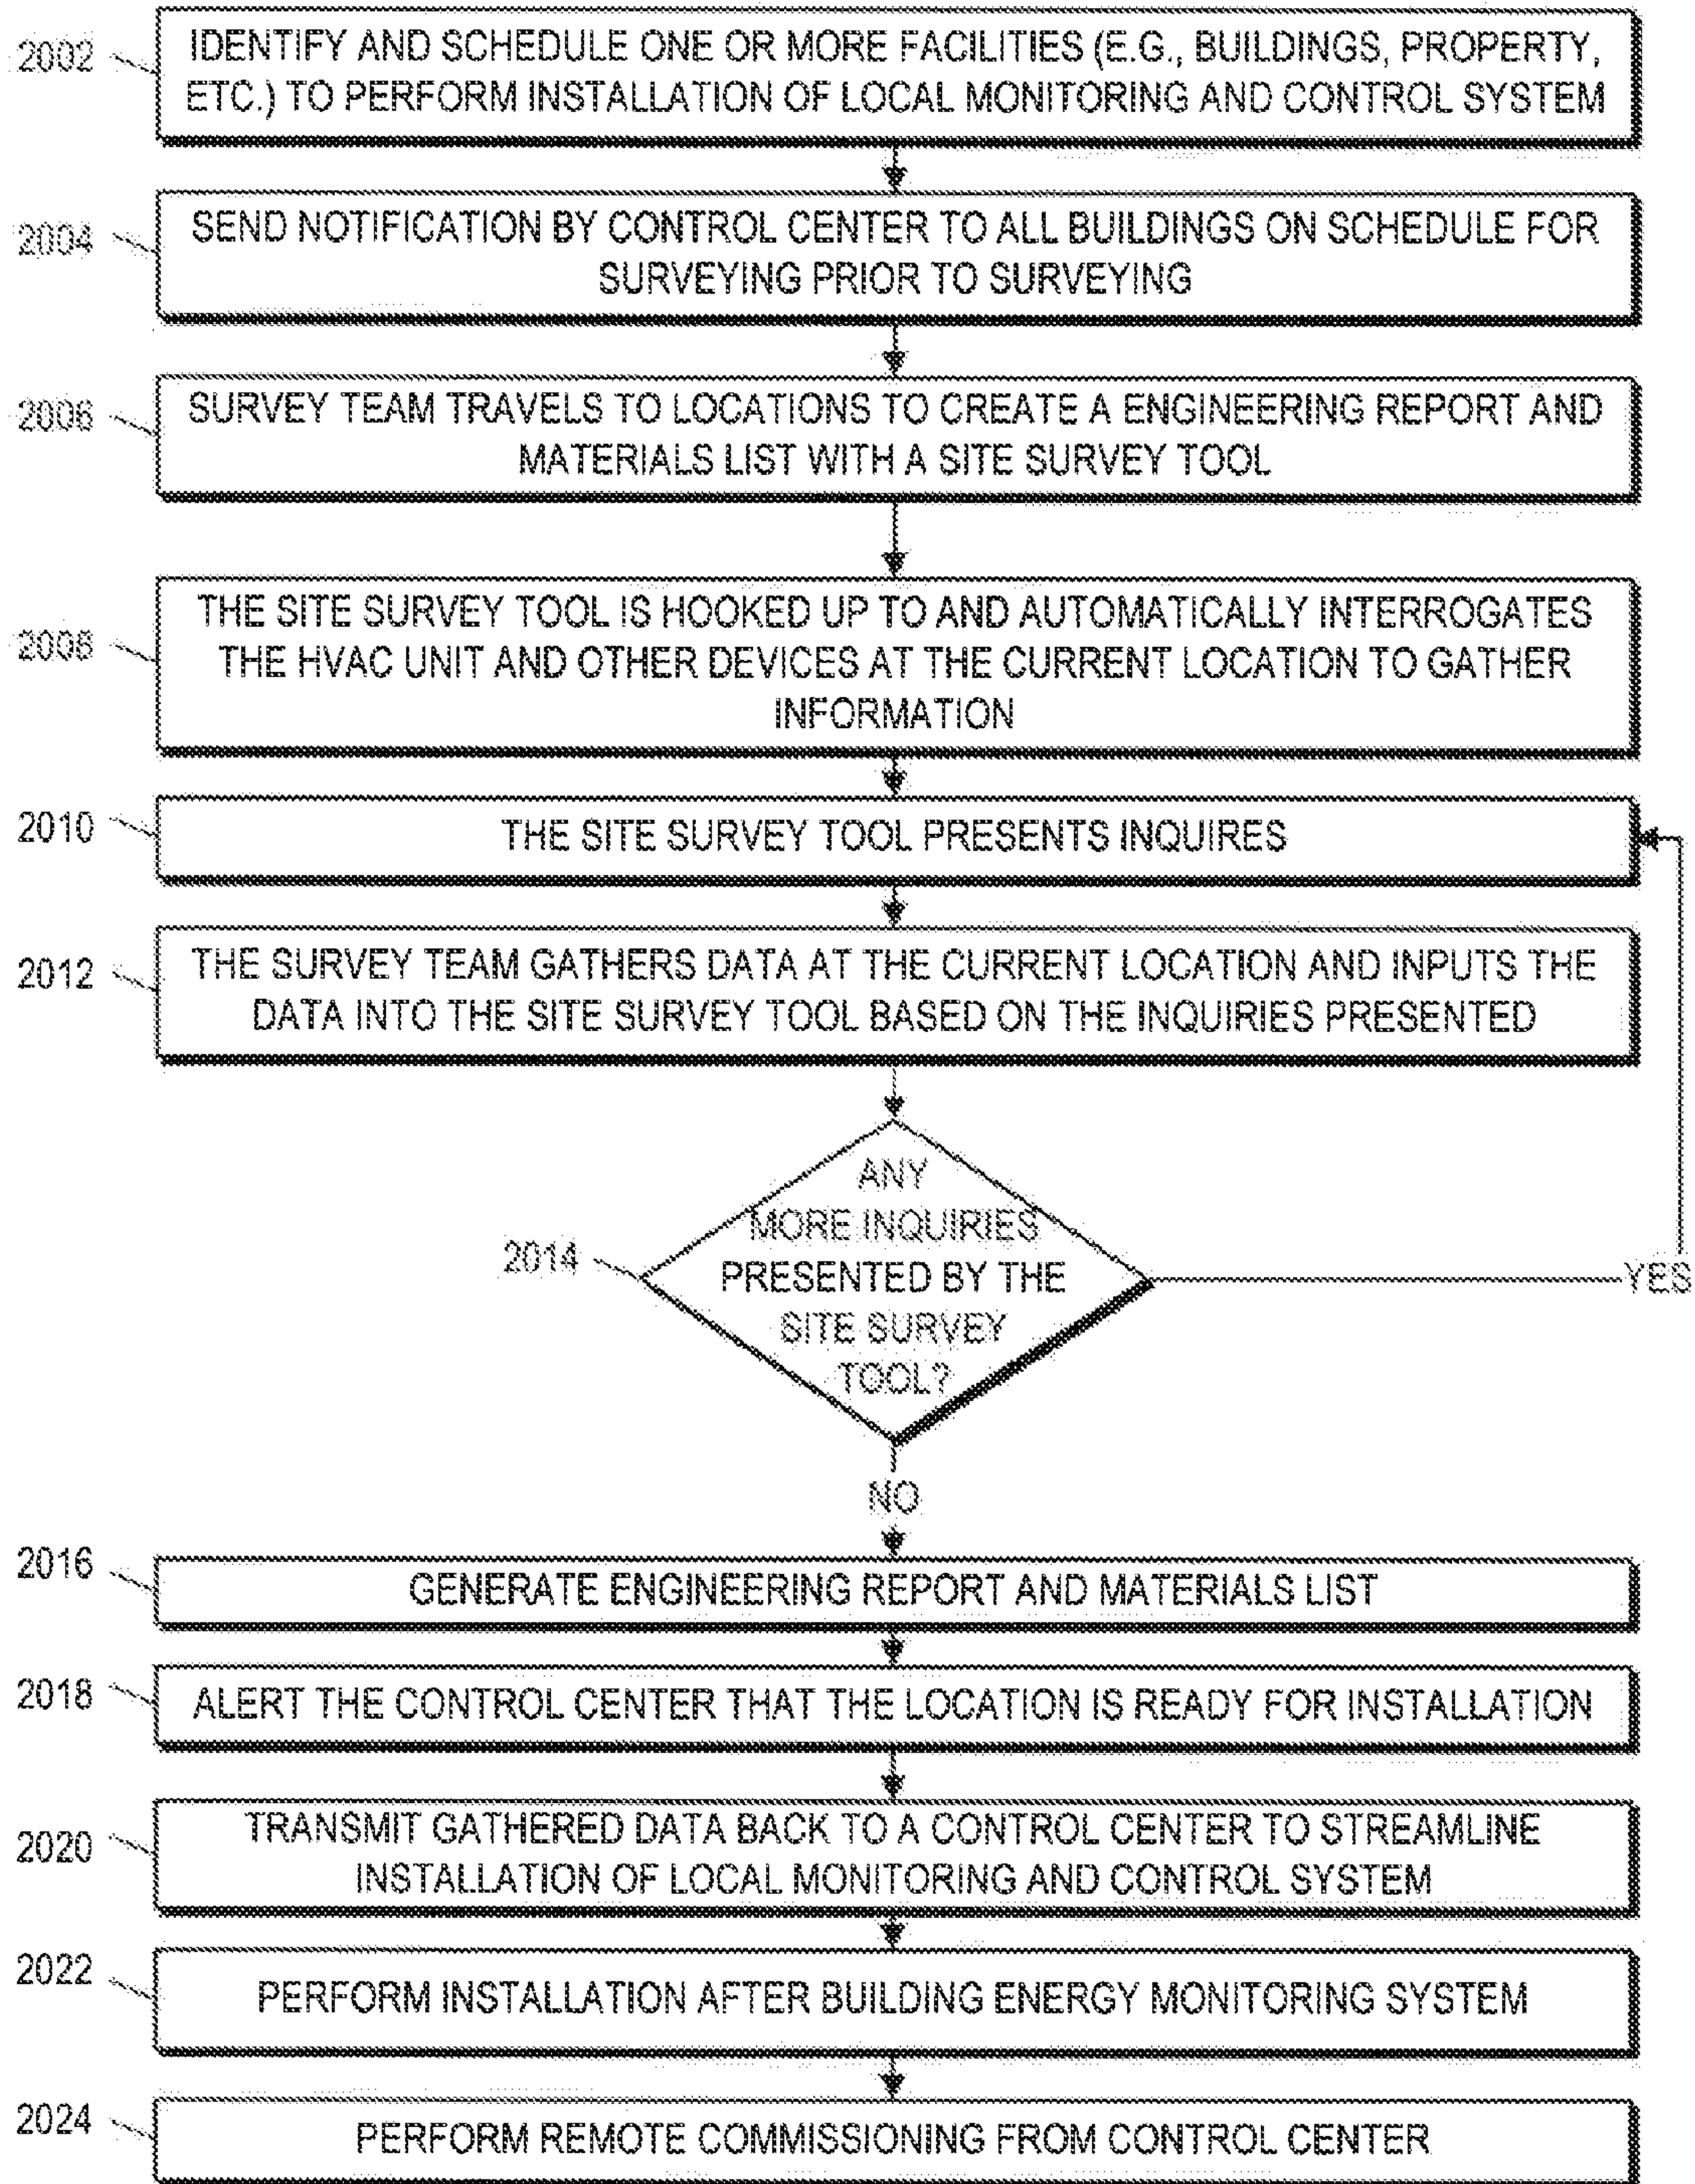 2002
IDENTIFY AND SCHEDULE ONE OR MORE FACILITIES (E.G., BUILDINGS, PROPERTY,
ETC.) TO PERFORM INSTALLATION OF LOCAL MONITORING AND CONTROL SYSTEM
2004
SEND NOTIFICATION BY CONTROL CENTER TO ALL BUILDINGS ON SCHEDULE FOR
SURVEYING PRIOR TO SURVEYING
2006
SURVEY TEAM TRAVELS TO LOCATIONS TO CREATE A ENGINEERING REPORT AND
MATERIALS LIST WITH A SITE SURVEY TOOL
2008
THE SITE SURVEY TOOL IS HOOKED UP TO AND AUTOMATICALLY INTERROGATES
THE HVAC UNIT AND OTHER DEVICES AT THE CURRENT LOCATION TO GATHER
INFORMATION
2010
THE SITE SURVEY TOOL PRESENTS INQUIRES
2012
THE SURVEY TEAM GATHERS DATA AT THE CURRENT LOCATION AND INPUTS THE
DATA INTO THE SITE SURVEY TOOL BASED ON THE INQUIRIES PRESENTED
2014
ANY
MORE INQUIRIES
PRESENTED BY THE
SITE SURVEY
TOOL?
YES
NO
2016
GENERATE ENGINEERING REPORT AND MATERIALS LIST
2018
ALERT THE CONTROL CENTER THAT THE LOCATION IS READY FOR INSTALLATION
2020
TRANSMIT GATHERED DATA BACK TO A CONTROL CENTER TO STREAMLINE
INSTALLATION OF LOCAL MONITORING AND CONTROL SYSTEM
2022
PERFORM INSTALLATION AFTER BUILDING ENERGY MONITORING SYSTEM
2024
PERFORM REMOTE COMMISSIONING FROM CONTROL CENTER